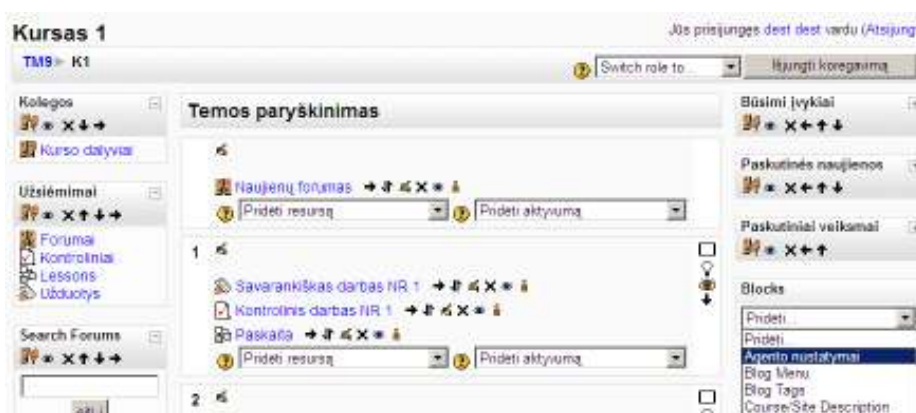 Kursas 1
Jūs prisijungęs dest dest vardu (Atsijung
TM9 ► K1
Switch role to...
Išjungti koregavimą
Kolegos
Kurso dalyviai
Užsiėmimai
Forumai
Kontroliniai
Lessons
Užduotys
Search Forums
Temos paryškinimas
Naujienų forumas
Pridėti resursą
Pridėti aktyvumą
1
Savarankiškas darbas NR 1
Kontrolinis darbas NR 1
Paskaita
Pridėti resursą
Pridėti aktyvumą
2
Būsimi įvykiai
Paskutinės naujienos
Paskutiniai veiksmai
Blocks
Pridėti...
Pridėti...
Agento nustatymai
Blog Menu
Blog Tags
Course/Site Description